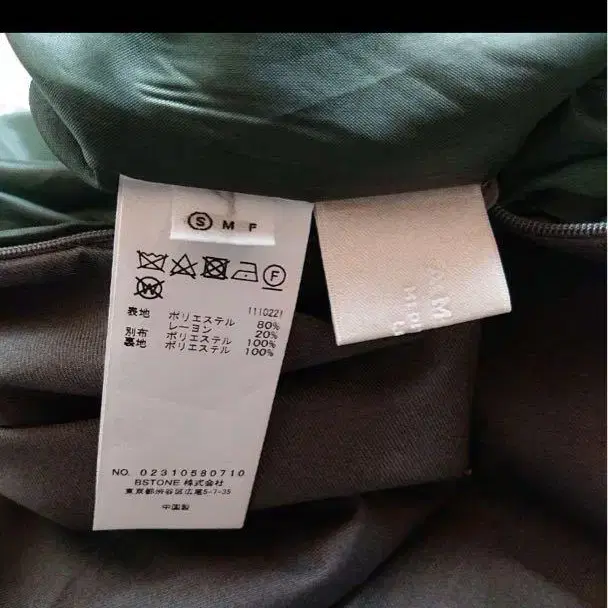 Ⓢ M F
F
W
1110221
表地 ポリエステル 80%
レーヨン 20%
別布 ポリエステル 100%
裏地 ポリエステル 100%
NO. 02310580710
BSTONE 株式会社
東京都渋谷区広尾5-7-35
中国製